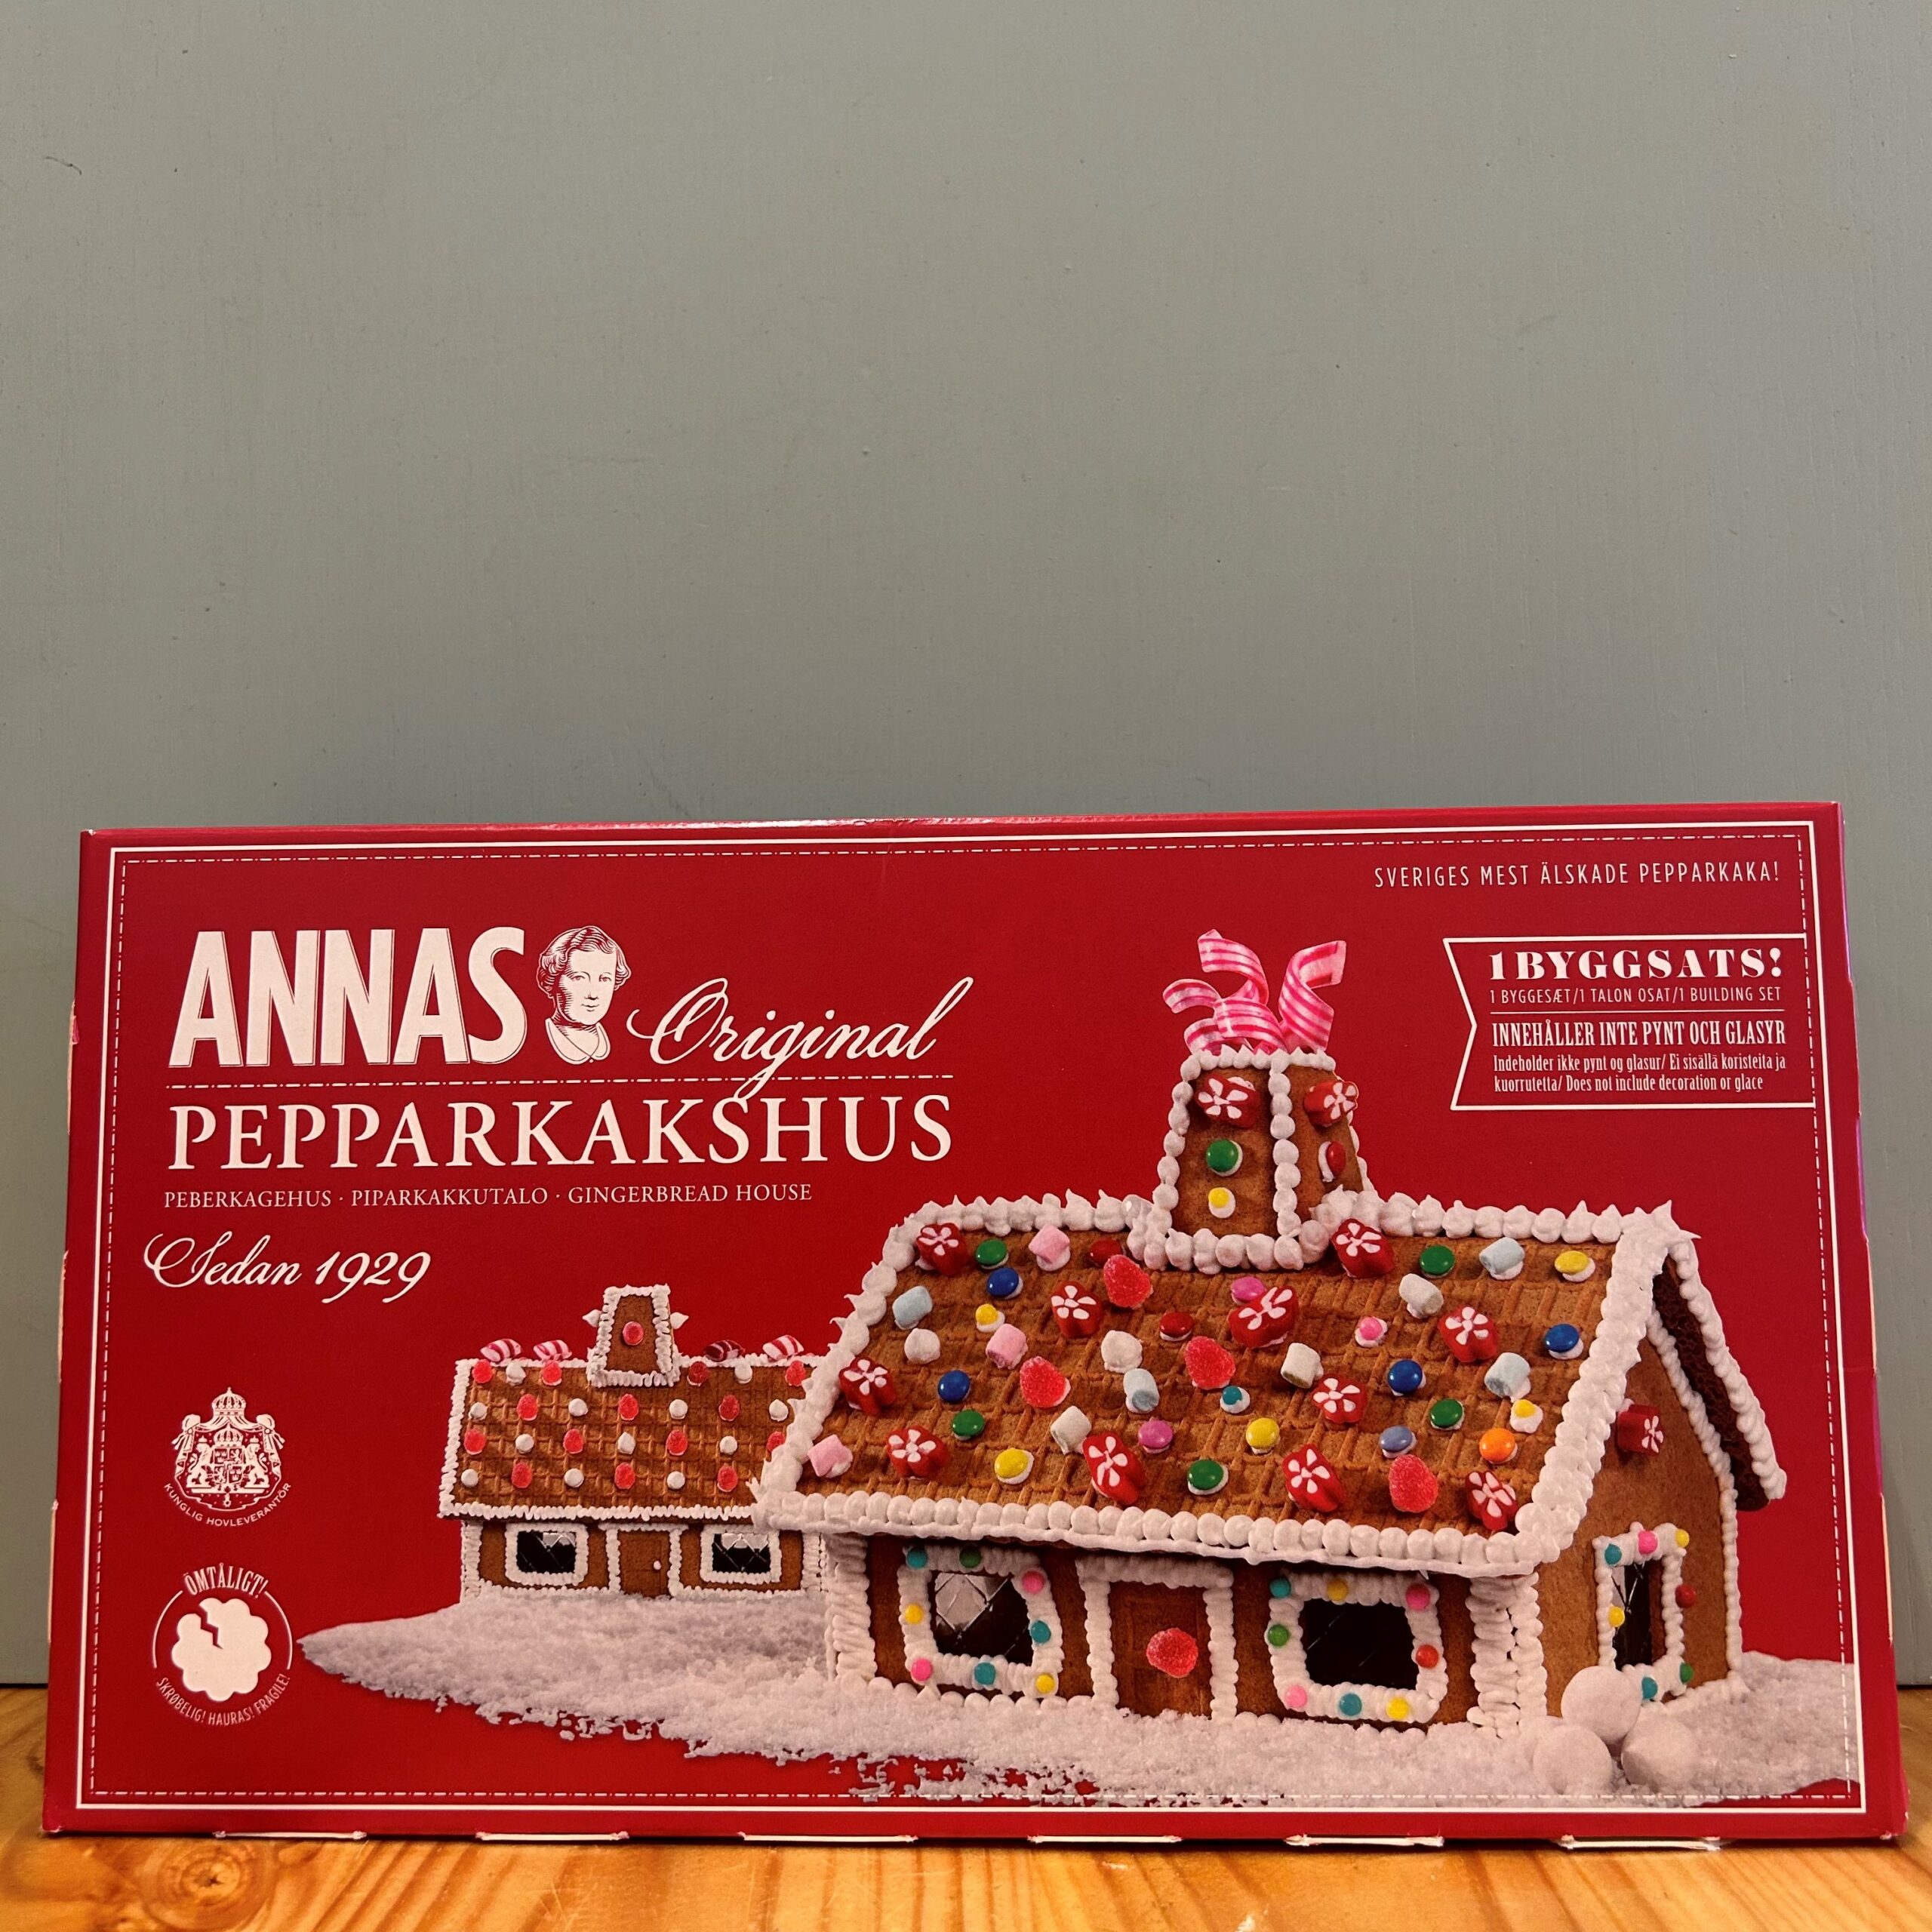 SVERIGES MEST ÄLSKADE PEPPARKAKA!
ANNAS Original
PEPPARKAKSHUS
PEBERKAGEHUS · PIPARKAKKUTALO · GINGERBREAD HOUSE
Sedan 1929
1 BYGGSATS!
1 BYGGESÆT/1 TALON OSAT/1 BUILDING SET
INNEHÅLLER INTE PYNT OCH GLASYR
Indeholder ikke pynt og glasur/ Ei sisällä koristeita ja
kuorrutetta/ Does not include decoration or glace
KUNGLIG HOVLEVERANTÖR
ÖMTÅLIGT!
SKRØBELIG! HAURAS! FRAGILE!